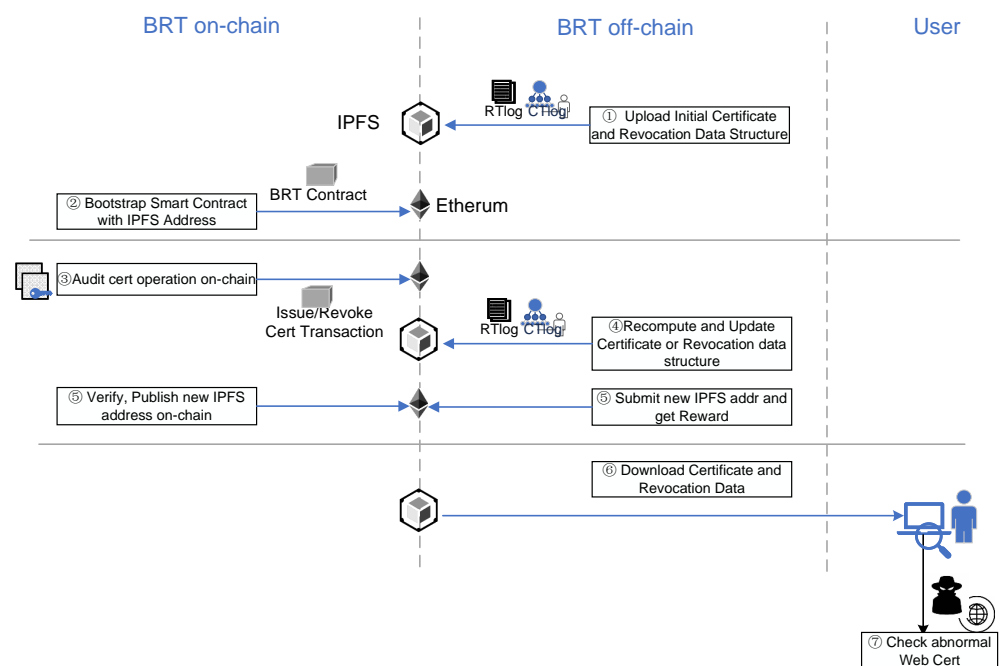 BRT on-chain
BRT off-chain
User
RTlog
CTlog
IPFS
① Upload Initial Certificate
and Revocation Data Structure
BRT Contract
② Bootstrap Smart Contract
with IPFS Address
Etherum
③Audit cert operation on-chain
Issue/Revoke
Cert Transaction
RTlog
CTlog
④Recompute and Update
Certificate or Revocation data
structure
⑤ Verify, Publish new IPFS
address on-chain
⑤ Submit new IPFS addr and
get Reward
⑥ Download Certificate and
Revocation Data
⑦ Check abnormal
Web Cert